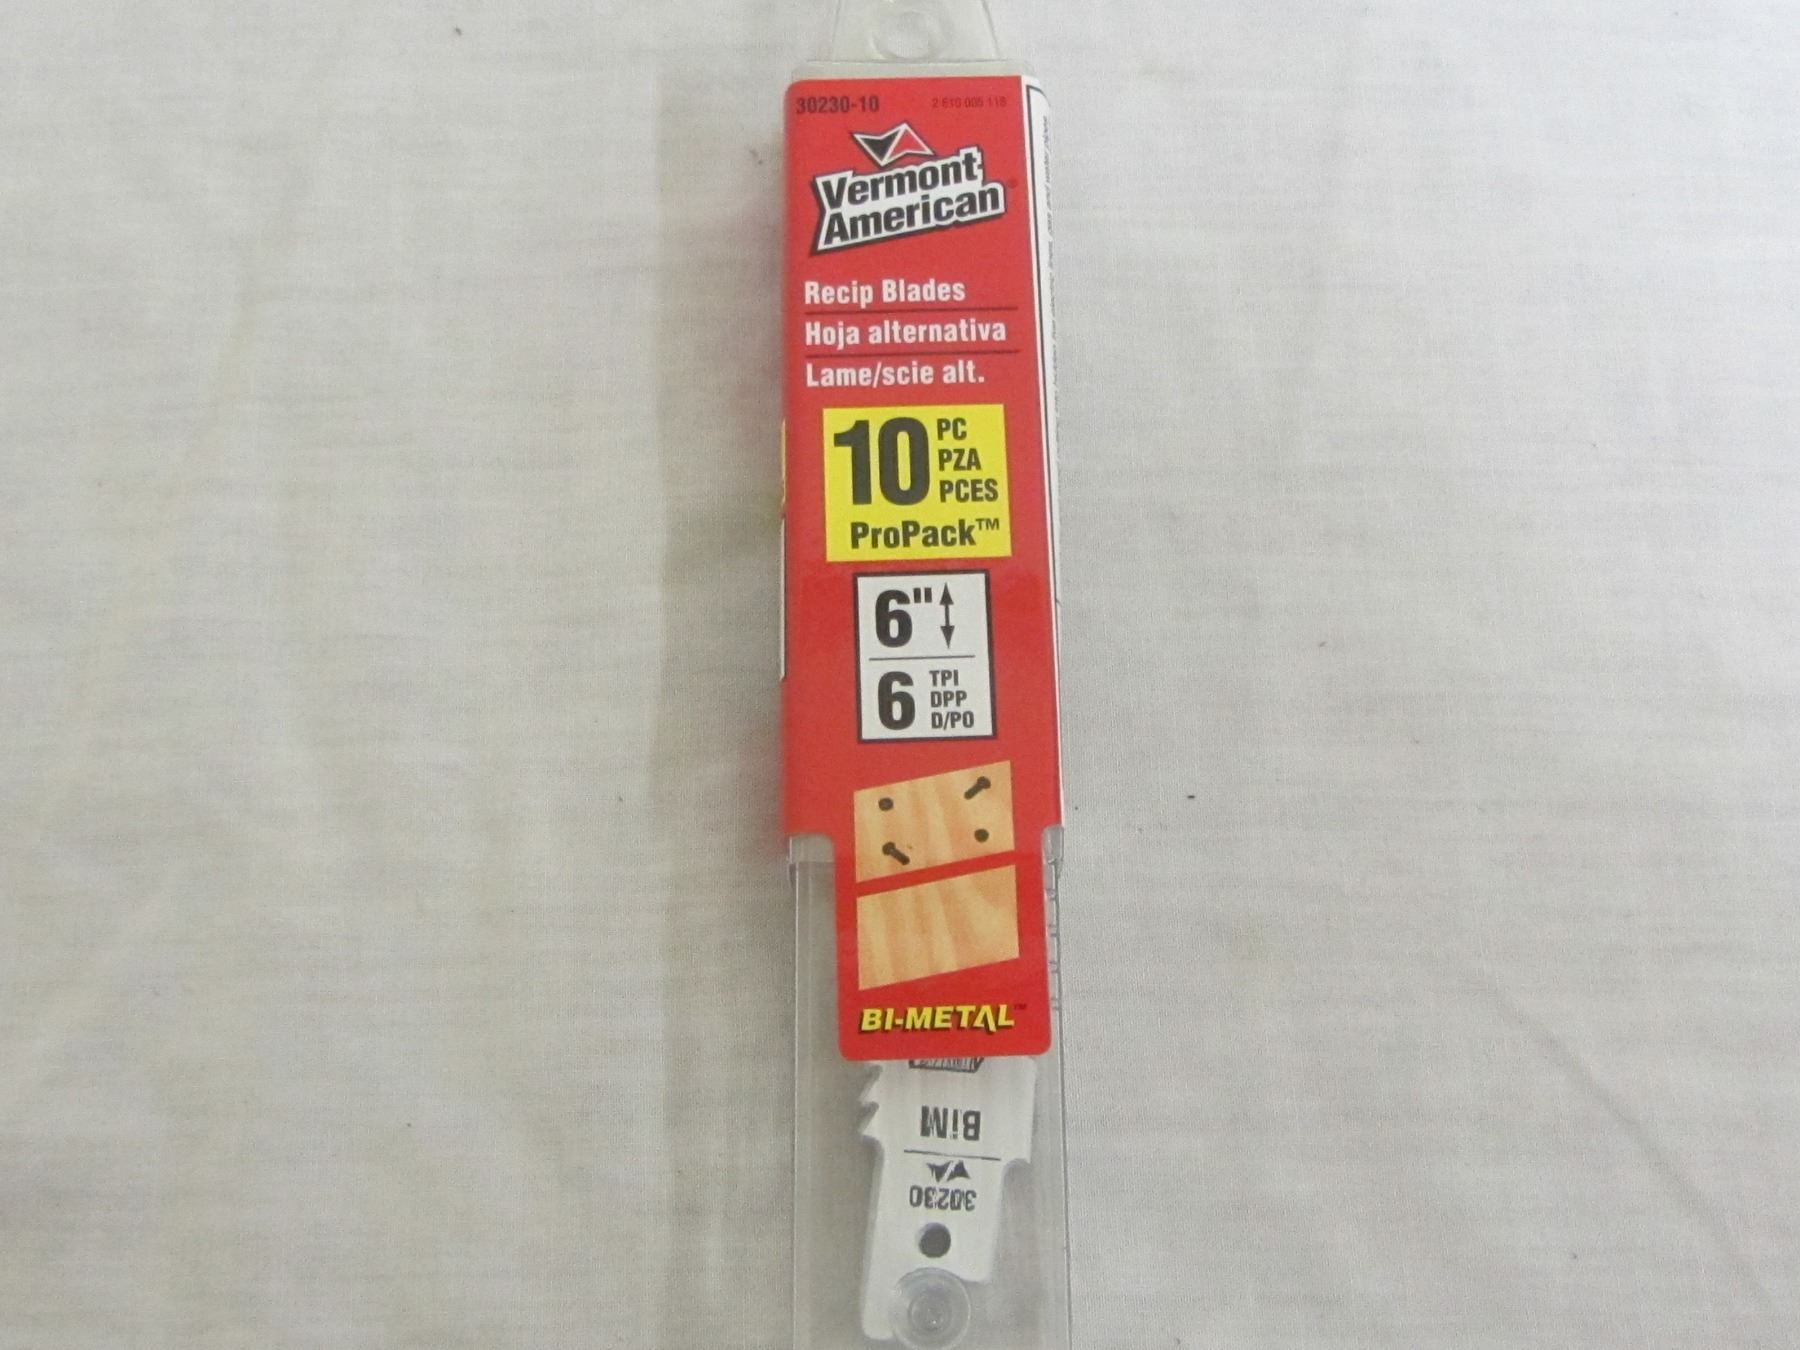 30230-10
2 610 005 118
Vermont
American
Recip Blades
Hoja alternativa
Lame/scie alt.
10 PC
PZA
PCES
ProPack™
6"
6 TPI
DPP
D/PO
BI-METAL™
BiM
30230